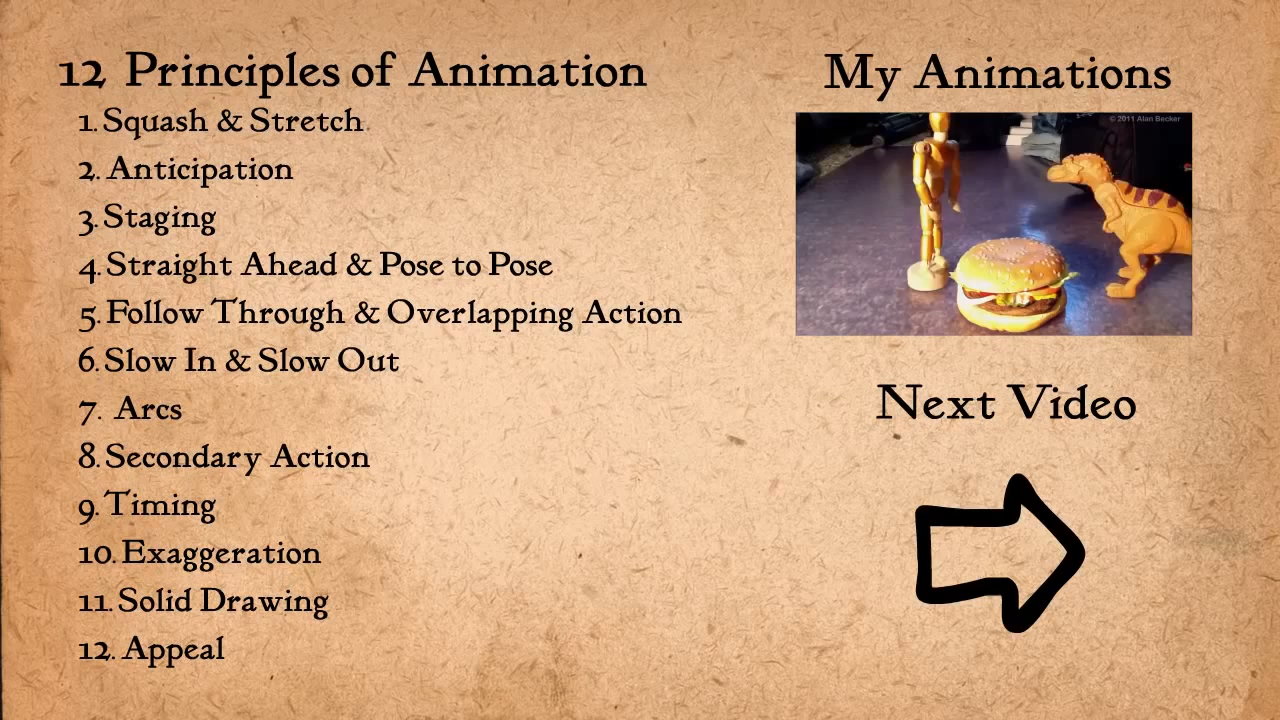 12 Principles of Animation
1. Squash & Stretch
2. Anticipation
3. Staging
4. Straight Ahead & Pose to Pose
5. Follow Through & Overlapping Action
6. Slow In & Slow Out
7. Arcs
8. Secondary Action
9. Timing
10. Exaggeration
11. Solid Drawing
12. Appeal
My Animations
© 2011 Alan Becker
Next Video